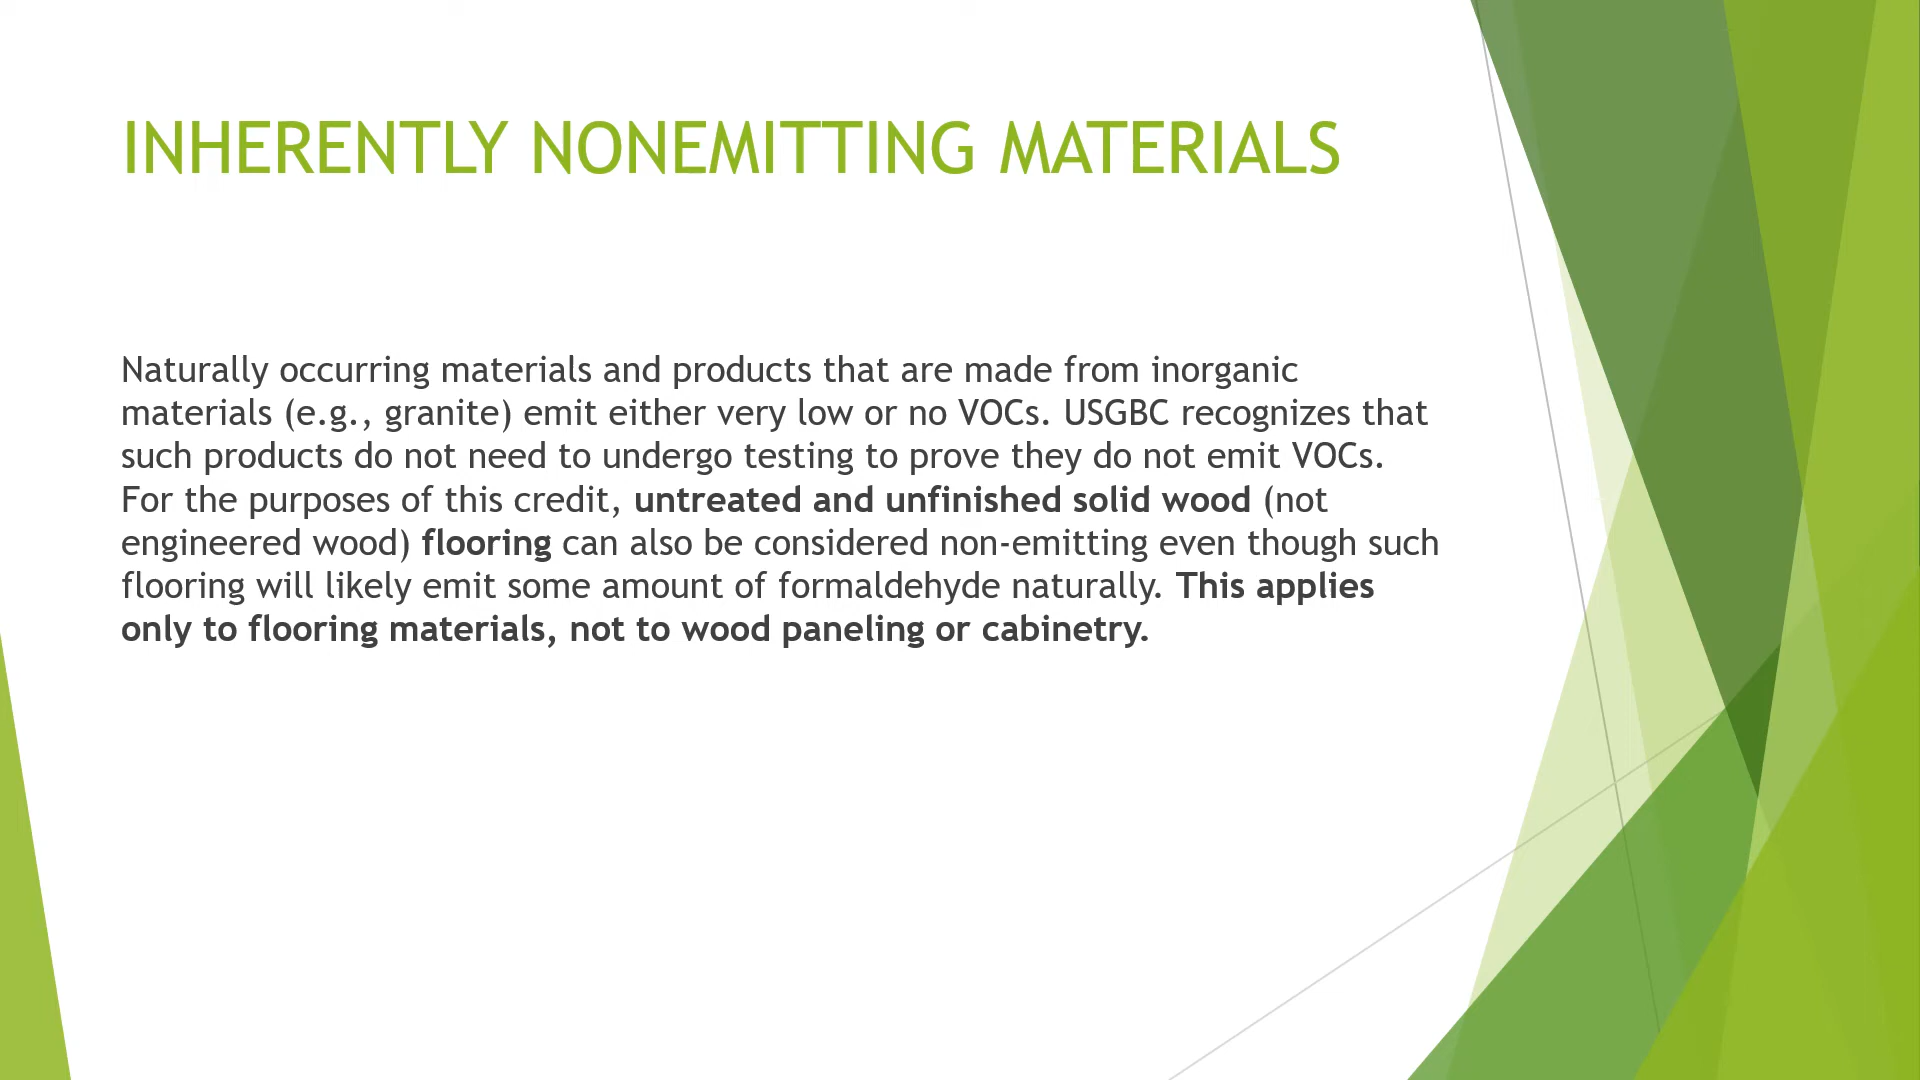 INHERENTLY NONEMITTING MATERIALS
Naturally occurring materials and products that are made from inorganic
materials (e.g., granite) emit either very low or no VOCs. USGBC recognizes that
such products do not need to undergo testing to prove they do not emit VOCs.
For the purposes of this credit, untreated and unfinished solid wood (not
engineered wood) flooring can also be considered non-emitting even though such
flooring will likely emit some amount of formaldehyde naturally. This applies
only to flooring materials, not to wood paneling or cabinetry.